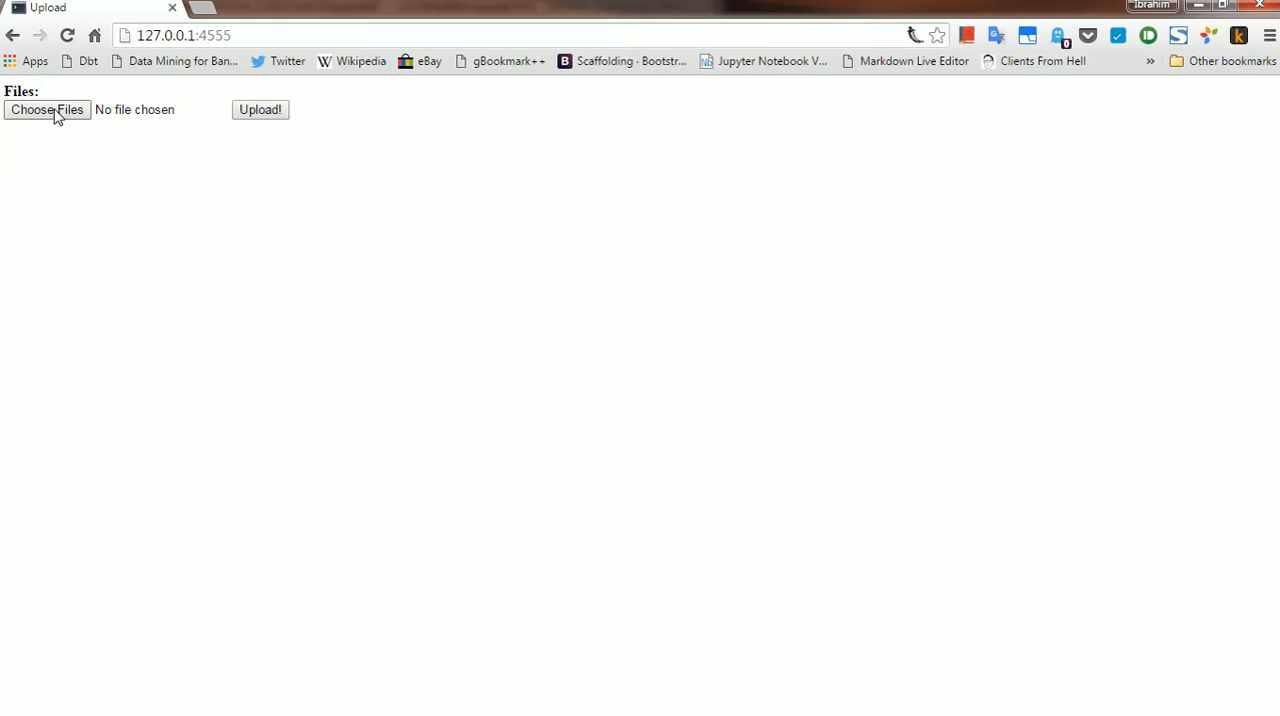 Upload
Ibrahim
127.0.0.1:4555
Apps Dbt Data Mining for Ban... Twitter Wikipedia eBay gBookmark++ Scaffolding - Bootstr... Jupyter Notebook V... Markdown Live Editor Clients From Hell » Other bookmarks
Files:
Choose Files No file chosen Upload!